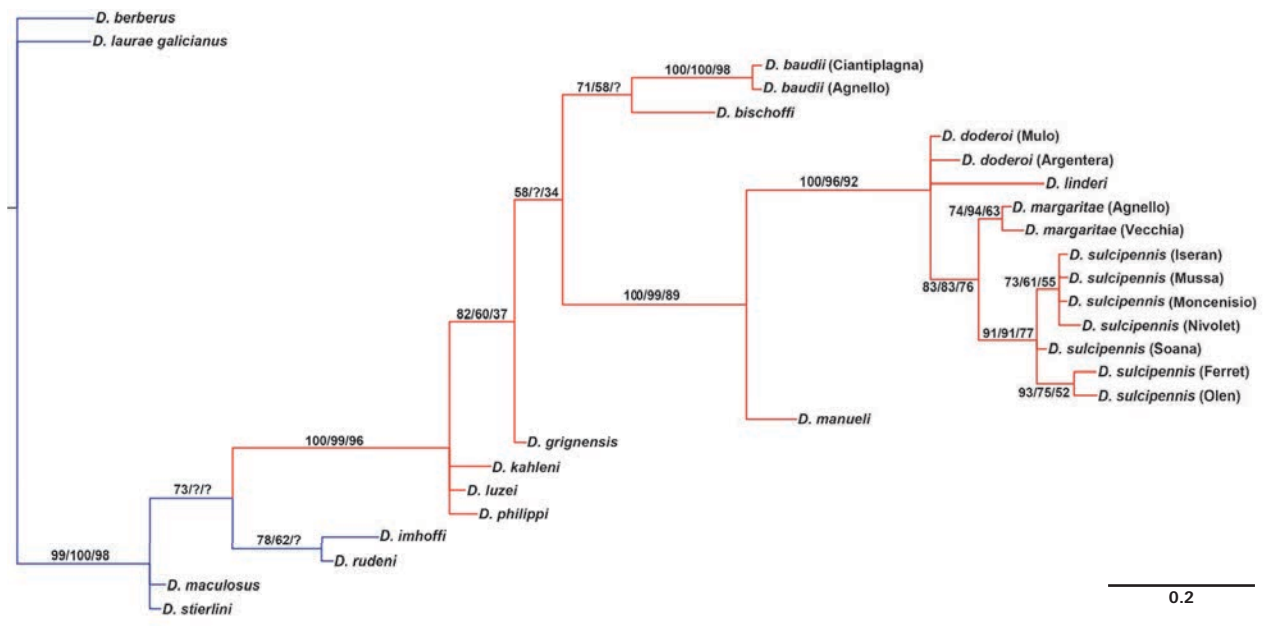 D. berberus
D. laurae galicianus
100/100/98
D. baudii (Ciantiplagna)
71/58/?
D. baudii (Agnello)
D. bischoffi
D. doderoi (Mulo)
D. doderoi (Argentera)
100/96/92
D. linderi
58/?/34
74/94/63
D. margaritae (Agnello)
D. margaritae (Vecchia)
D. sulcipennis (Iseran)
73/61/55
D. sulcipennis (Mussa)
83/83/76
100/99/89
D. sulcipennis (Moncenisio)
82/60/37
D. sulcipennis (Nivolet)
91/91/77
D. sulcipennis (Soana)
D. sulcipennis (Ferret)
93/75/52
D. sulcipennis (Olen)
D. manueli
100/99/96
D. grignensis
D. kahleni
73/?/?
D. luzei
D. philippi
78/62/?
D. imhoffi
99/100/98
D. rudeni
D. maculosus
0.2
D. stierlini